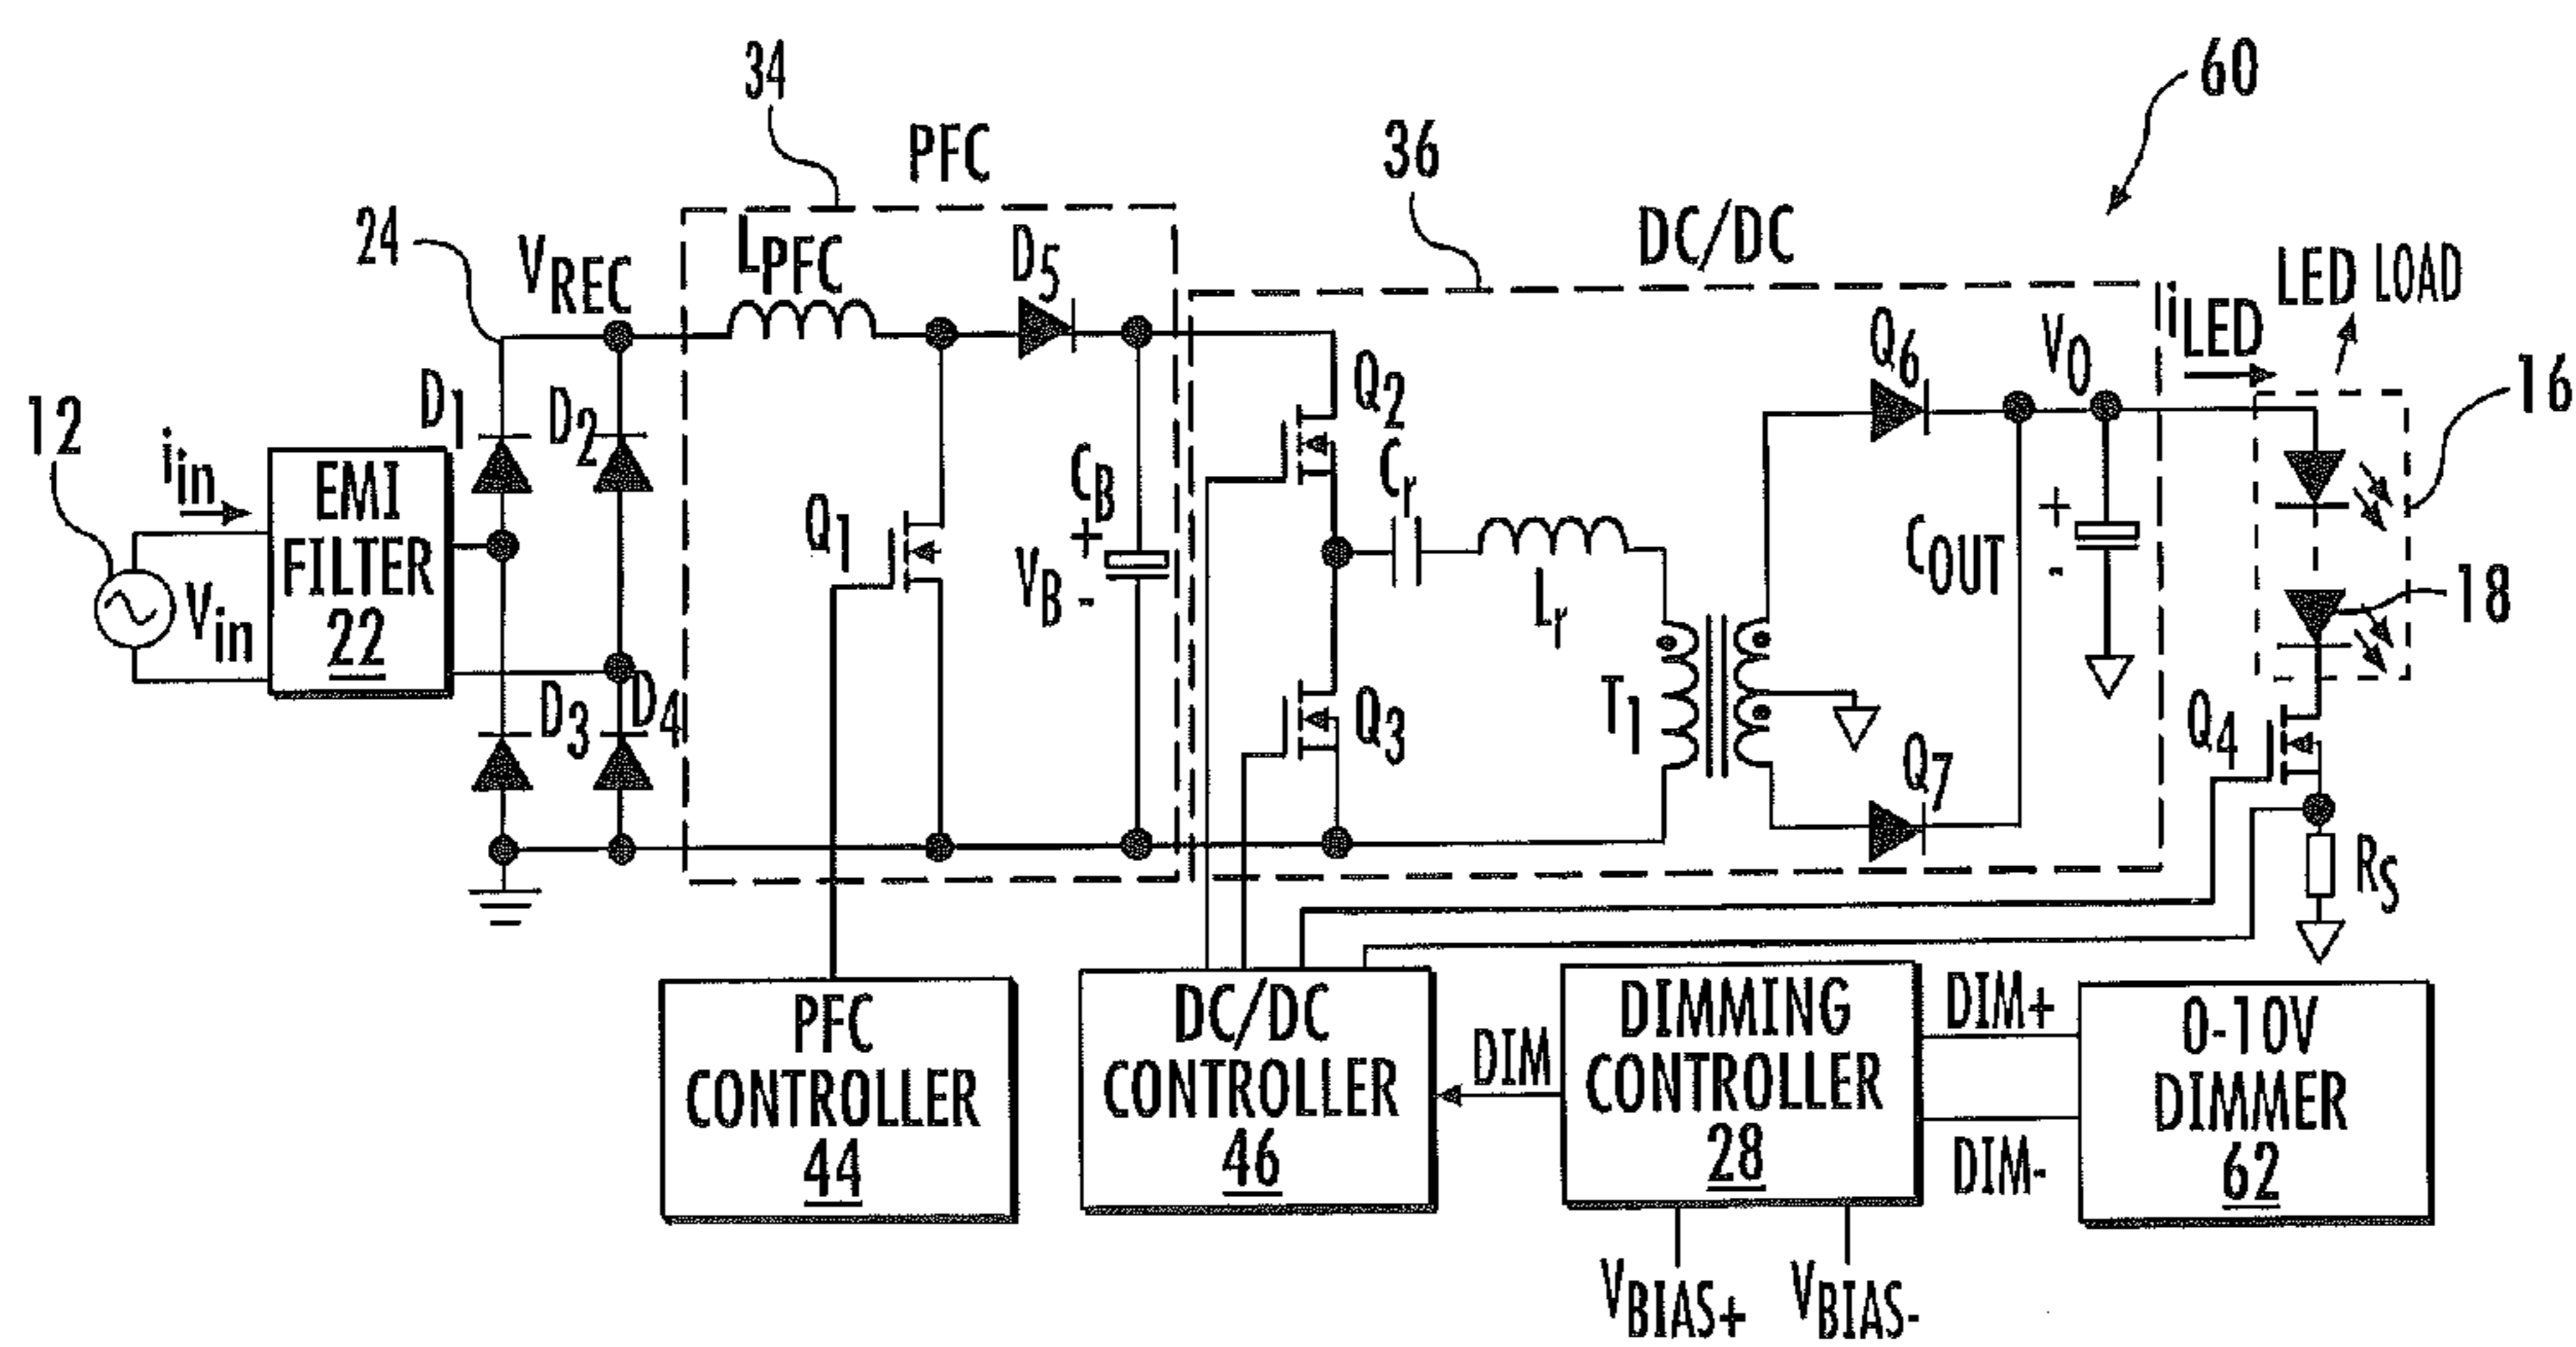 34
60
PFC
36
24
VREC
LPFC
D5
DC/DC
LED LOAD
iLED
Q6
VO
16
Q2
D1
D2
12
iin
EMI
FILTER
22
Vin
Q1
CB
+
VB
-
Cr
Lr
+
COUT
-
18
D3
D4
Q3
T1
Q4
Q7
RS
PFC
CONTROLLER
44
DC/DC
CONTROLLER
46
DIM
DIMMING
CONTROLLER
28
DIM+
DIM-
0-10V
DIMMER
62
VBIAS+
VBIAS-